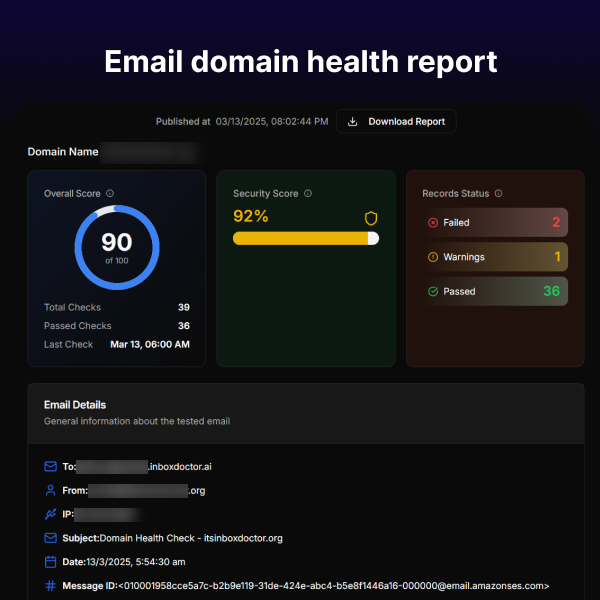 Email domain health report
Published at 03/13/2025, 08:02:44 PM Download Report
Domain Name
Overall Score
90
of 100
Total Checks 39
Passed Checks 36
Last Check Mar 13, 06:00 AM
Security Score
92%
Records Status
Failed 2
Warnings 1
Passed 36
Email Details
General information about the tested email
To: .inboxdoctor.ai
From: .org
IP:
Subject:Domain Health Check - itsinboxdoctor.org
Date:13/3/2025, 5:54:30 am
Message ID:<010001958cce5a7c-b2b9e119-31de-424e-abc4-b5e8f1446a16-000000@email.amazonses.com>